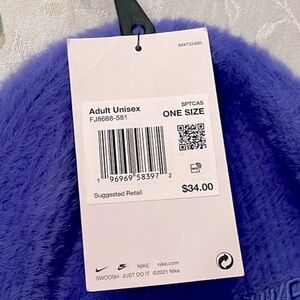 Adult Unisex
FJ8688-581
SPTCAS
ONE SIZE
1 96969 58397 2
Suggested Retail
$34.00
NIKE nike.com
SWOOSH JUST DO IT ©2021 Nike